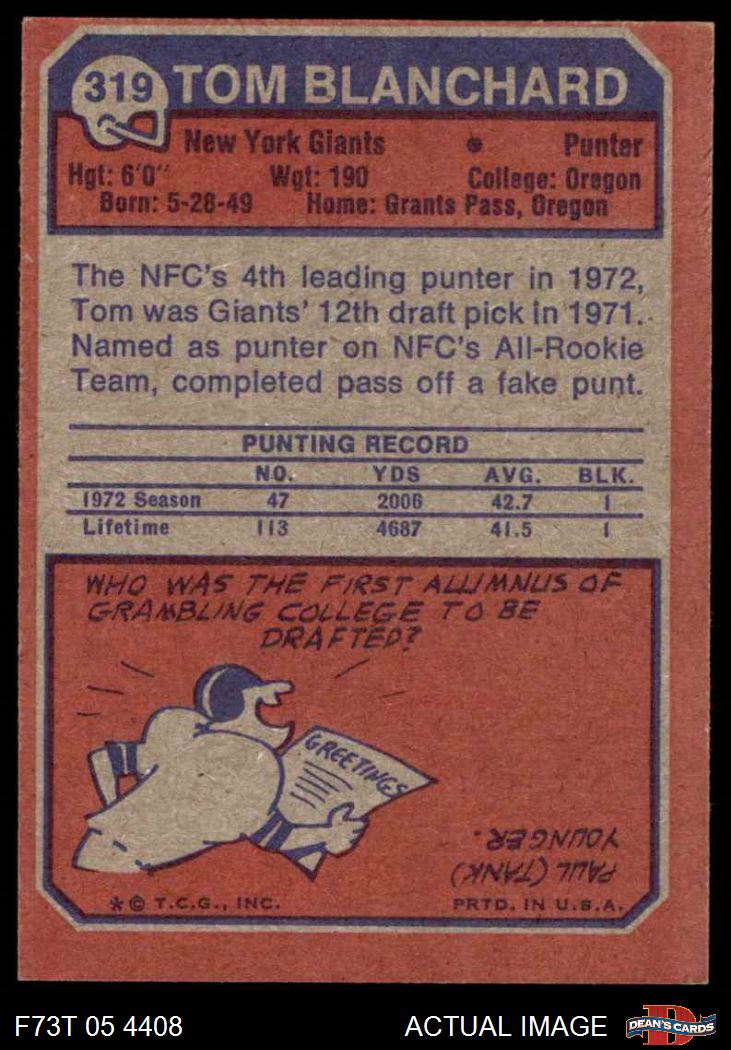 319 TOM BLANCHARD
New York Giants • Punter
Hgt: 6'0" Wgt: 190 College: Oregon
Born: 5-28-49 Home: Grants Pass, Oregon
The NFC's 4th leading punter in 1972,
Tom was Giants' 12th draft pick in 1971.
Named as punter on NFC's All-Rookie
Team, completed pass off a fake punt.
PUNTING RECORD
NO. YDS AVG. BLK.
1972 Season 47 2006 42.7 1
Lifetime 113 4687 41.5 1
WHO WAS THE FIRST ALUMNUS OF
GRAMBLING COLLEGE TO BE
DRAFTED?
GREETINGS
PAUL (TANK)
YOUNGER.
*© T.C.G., INC. PRTD. IN U.S.A.
F73T 05 4408 ACTUAL IMAGE D DEAN'S CARDS